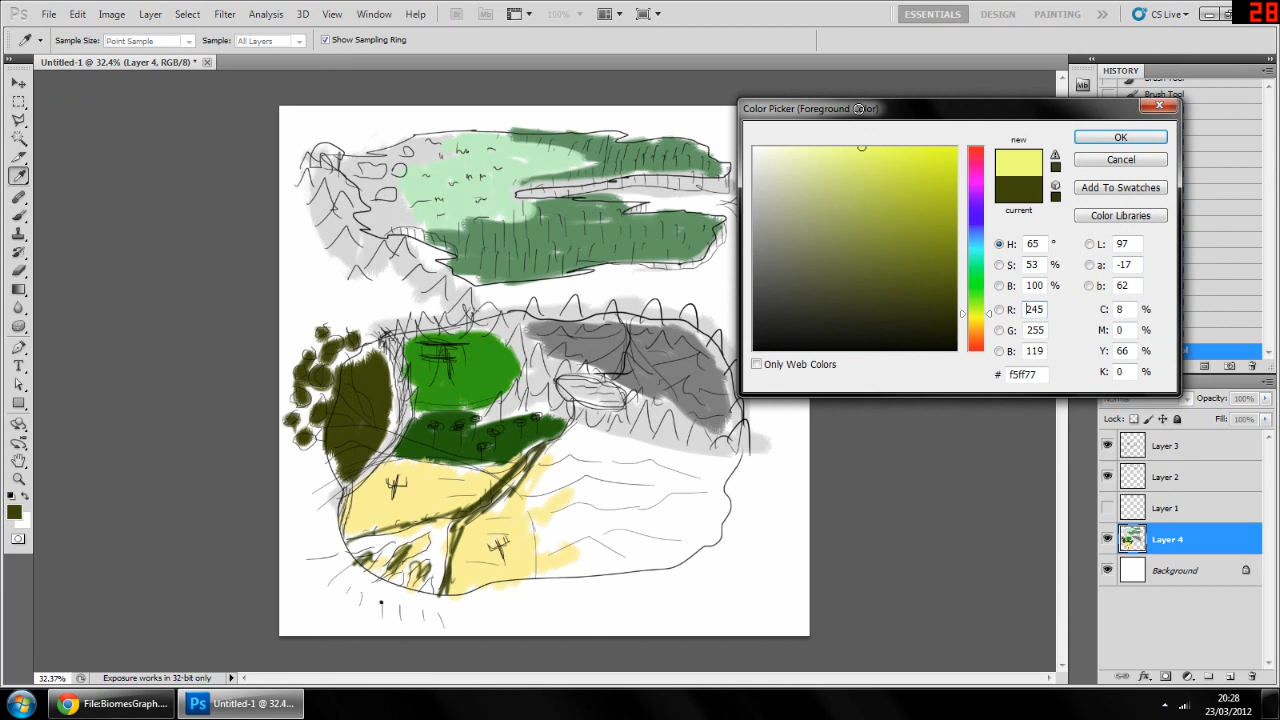 Ps File Edit Image Layer Select Filter Analysis 3D View Window Help Br Mb 100% ESSENTIALS DESIGN PAINTING CS Live 28
Sample Size: Point Sample Sample: All Layers Show Sampling Ring
Untitled-1 @ 32.4% (Layer 4, RGB/8) *
HISTORY
Brush Tool
Color Picker (Foreground Color)
new
current
OK
Cancel
Add To Swatches
Color Libraries
H: 65 °
S: 53 %
B: 100 %
R: 245
G: 255
B: 119
# f5ff77
L: 97
a: -17
b: 62
C: 8 %
M: 0 %
Y: 66 %
K: 0 %
Only Web Colors
Normal Opacity: 100%
Lock: Fill: 100%
Layer 3
Layer 2
Layer 1
Layer 4
Background
32.37% Exposure works in 32-bit only
File:BiomesGraph....
Ps Untitled-1 @ 32.4...
20:28
23/03/2012